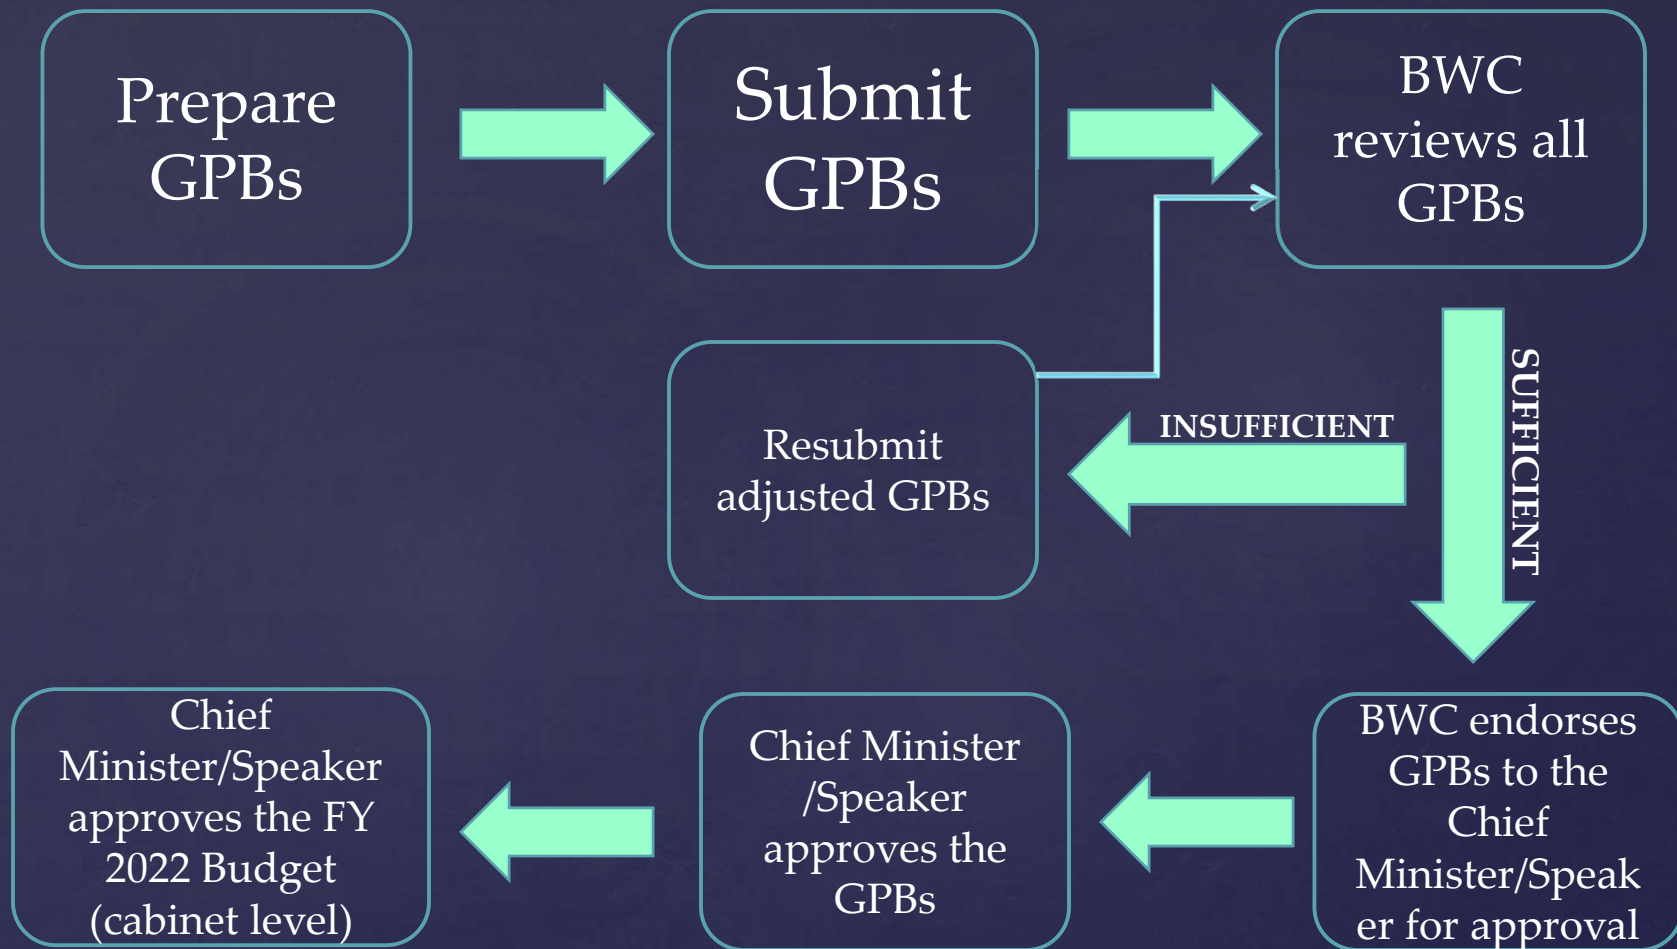 Prepare
GPBs
Submit
GPBs
BWC
reviews all
GPBs
SUFFICIENT
INSUFFICIENT
Resubmit
adjusted GPBs
BWC endorses
GPBs to the
Chief
Minister/Speak
er for approval
Chief Minister
/Speaker
approves the
GPBs
Chief
Minister/Speaker
approves the FY
2022 Budget
(cabinet level)